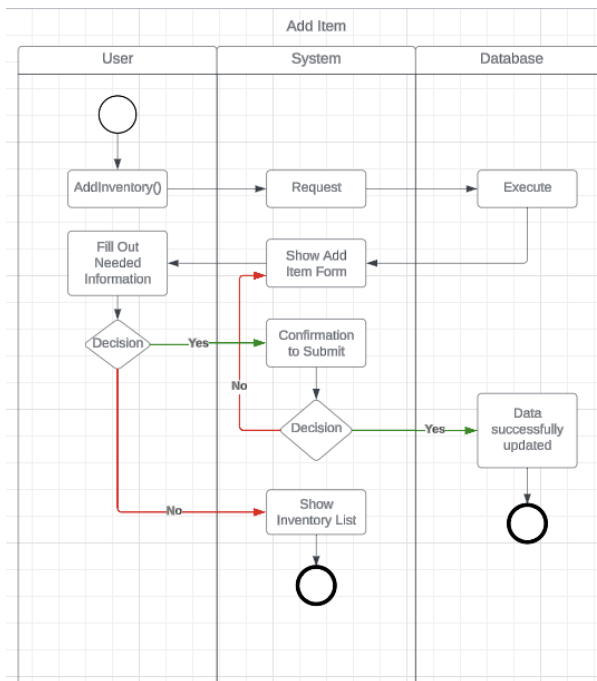 Add Item
User
System
Database
AddInventory()
Request
Execute
Fill Out
Needed
Information
Show Add
Item Form
Decision
Yes
Confirmation
to Submit
No
Decision
Yes
Data
successfully
updated
No
Show
Inventory List